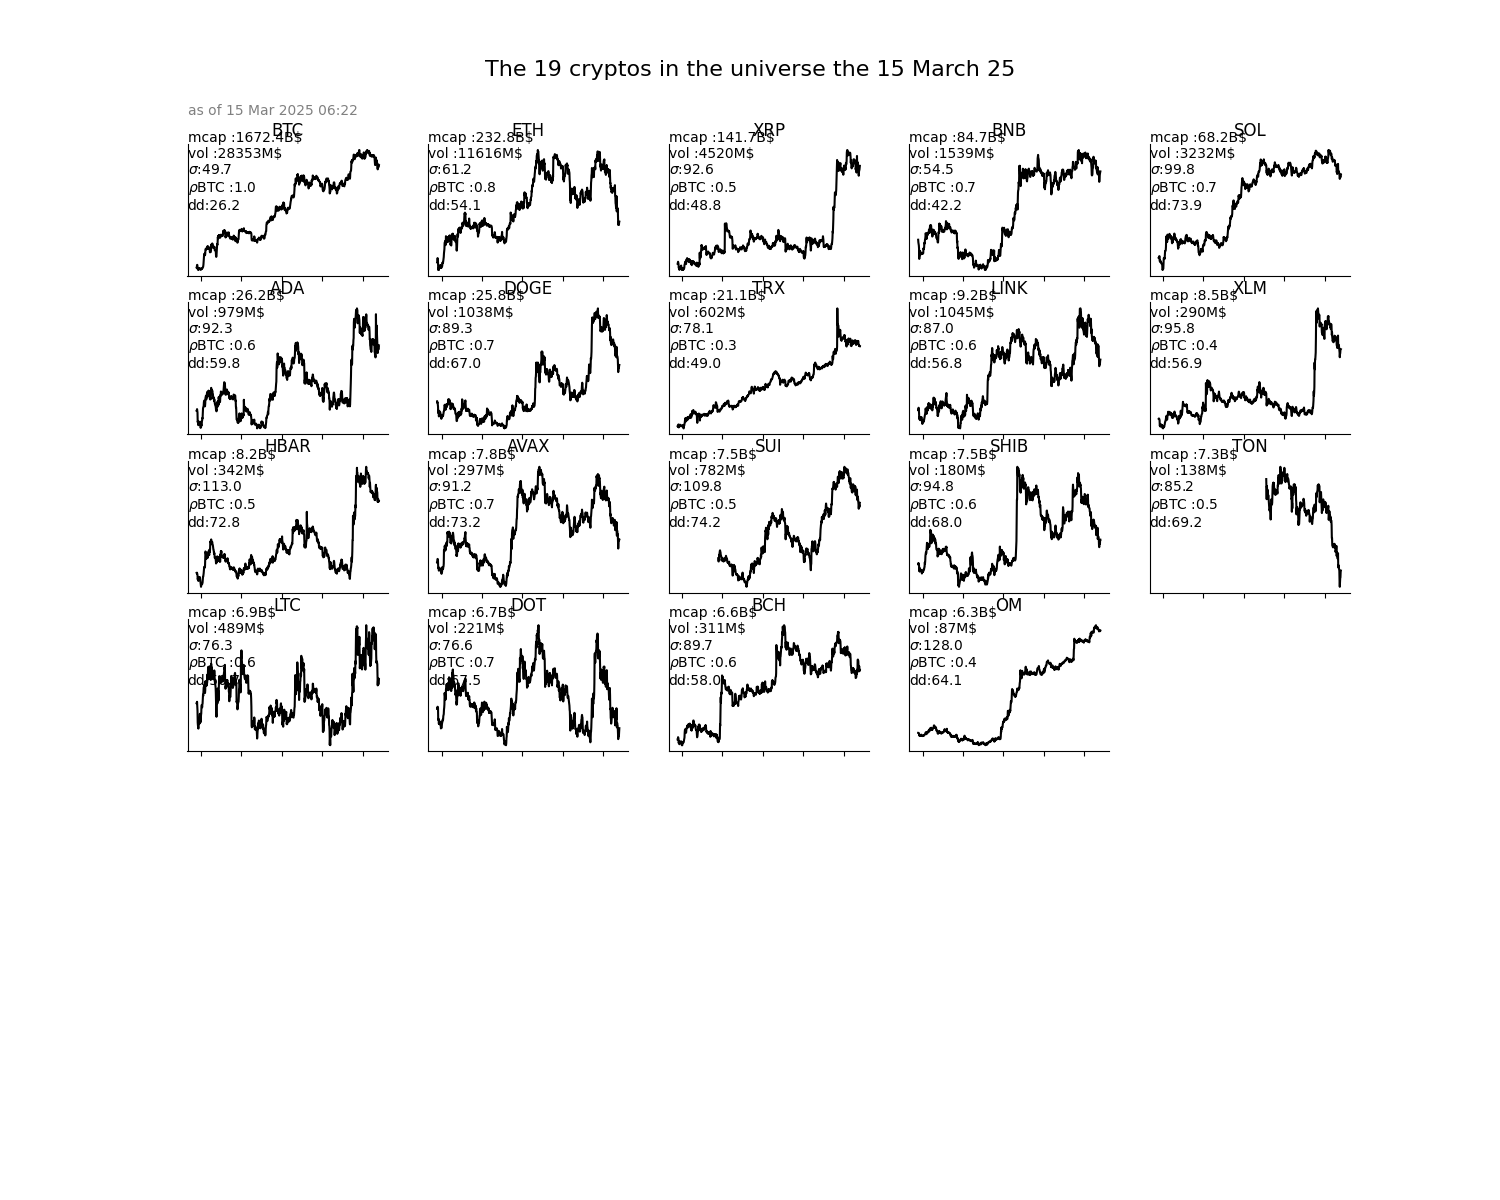 The 19 cryptos in the universe the 15 March 25
as of 15 Mar 2025 06:22
BTC
mcap :1672.4B$
vol :28353M$
σ:49.7
ρBTC :1.0
dd:26.2
ETH
mcap :232.8B$
vol :11616M$
σ:61.2
ρBTC :0.8
dd:54.1
XRP
mcap :141.7B$
vol :4520M$
σ:92.6
ρBTC :0.5
dd:48.8
BNB
mcap :84.7B$
vol :1539M$
σ:54.5
ρBTC :0.7
dd:42.2
SOL
mcap :68.2B$
vol :3232M$
σ:99.8
ρBTC :0.7
dd:73.9
ADA
mcap :26.2B$
vol :979M$
σ:92.3
ρBTC :0.6
dd:59.8
DOGE
mcap :25.8B$
vol :1038M$
σ:89.3
ρBTC :0.7
dd:67.0
TRX
mcap :21.1B$
vol :602M$
σ:78.1
ρBTC :0.3
dd:49.0
LINK
mcap :9.2B$
vol :1045M$
σ:87.0
ρBTC :0.6
dd:56.8
XLM
mcap :8.5B$
vol :290M$
σ:95.8
ρBTC :0.4
dd:56.9
HBAR
mcap :8.2B$
vol :342M$
σ:113.0
ρBTC :0.5
dd:72.8
AVAX
mcap :7.8B$
vol :297M$
σ:91.2
ρBTC :0.7
dd:73.2
SUI
mcap :7.5B$
vol :782M$
σ:109.8
ρBTC :0.5
dd:74.2
SHIB
mcap :7.5B$
vol :180M$
σ:94.8
ρBTC :0.6
dd:68.0
TON
mcap :7.3B$
vol :138M$
σ:85.2
ρBTC :0.5
dd:69.2
LTC
mcap :6.9B$
vol :489M$
σ:76.3
ρBTC :0.6
DOT
mcap :6.7B$
vol :221M$
σ:76.6
ρBTC :0.7
dd:67.5
BCH
mcap :6.6B$
vol :311M$
σ:89.7
ρBTC :0.6
dd:58.0
OM
mcap :6.3B$
vol :87M$
σ:128.0
ρBTC :0.4
dd:64.1